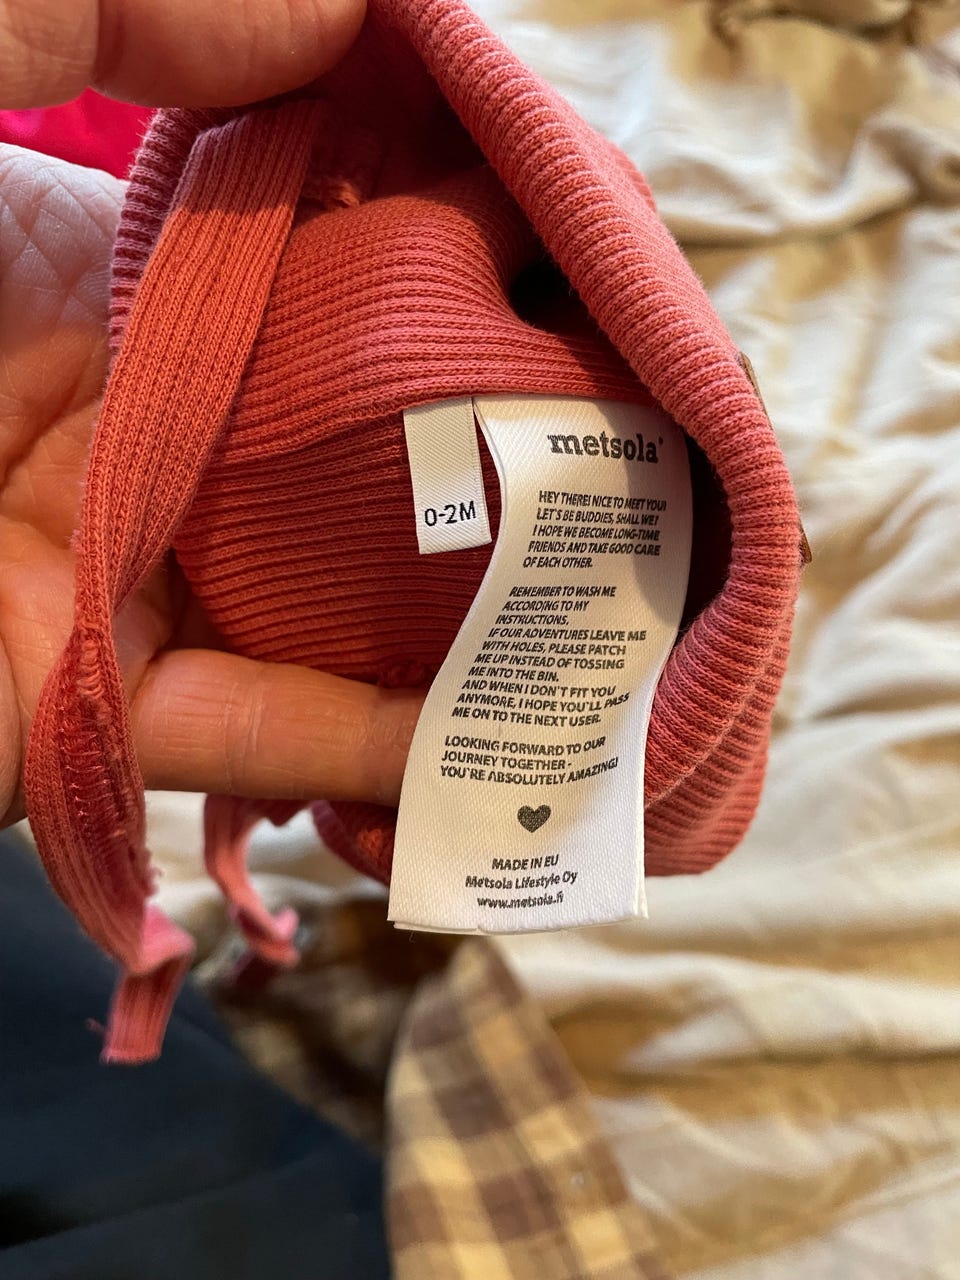 metsola
0-2M
HEY THERE! NICE TO MEET YOU!
LET'S BE BUDDIES, SHALL WE?
I HOPE WE BECOME LONG-TIME
FRIENDS AND TAKE GOOD CARE
OF EACH OTHER.
REMEMBER TO WASH ME
ACCORDING TO MY
INSTRUCTIONS.
IF OUR ADVENTURES LEAVE ME
WITH HOLES, PLEASE PATCH
ME UP INSTEAD OF TOSSING
ME INTO THE BIN.
AND WHEN I DON'T FIT YOU
ANYMORE, I HOPE YOU'LL PASS
ME ON TO THE NEXT USER.
LOOKING FORWARD TO OUR
JOURNEY TOGETHER -
YOU'RE ABSOLUTELY AMAZING!
MADE IN EU
Metsola Lifestyle Oy
www.metsola.fi